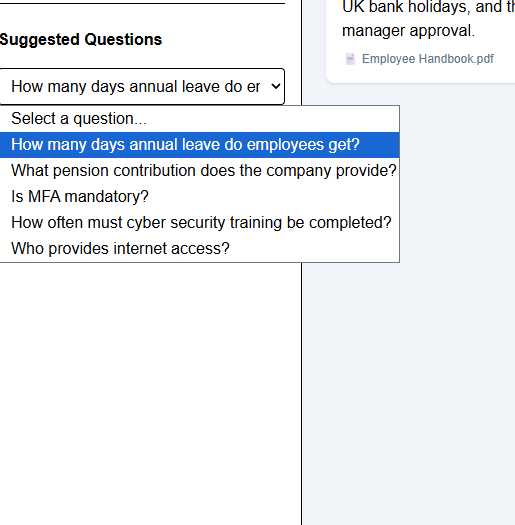 UK bank holidays, and th
manager approval.
Employee Handbook.pdf
Suggested Questions
How many days annual leave do er
Select a question...
How many days annual leave do employees get?
What pension contribution does the company provide?
Is MFA mandatory?
How often must cyber security training be completed?
Who provides internet access?